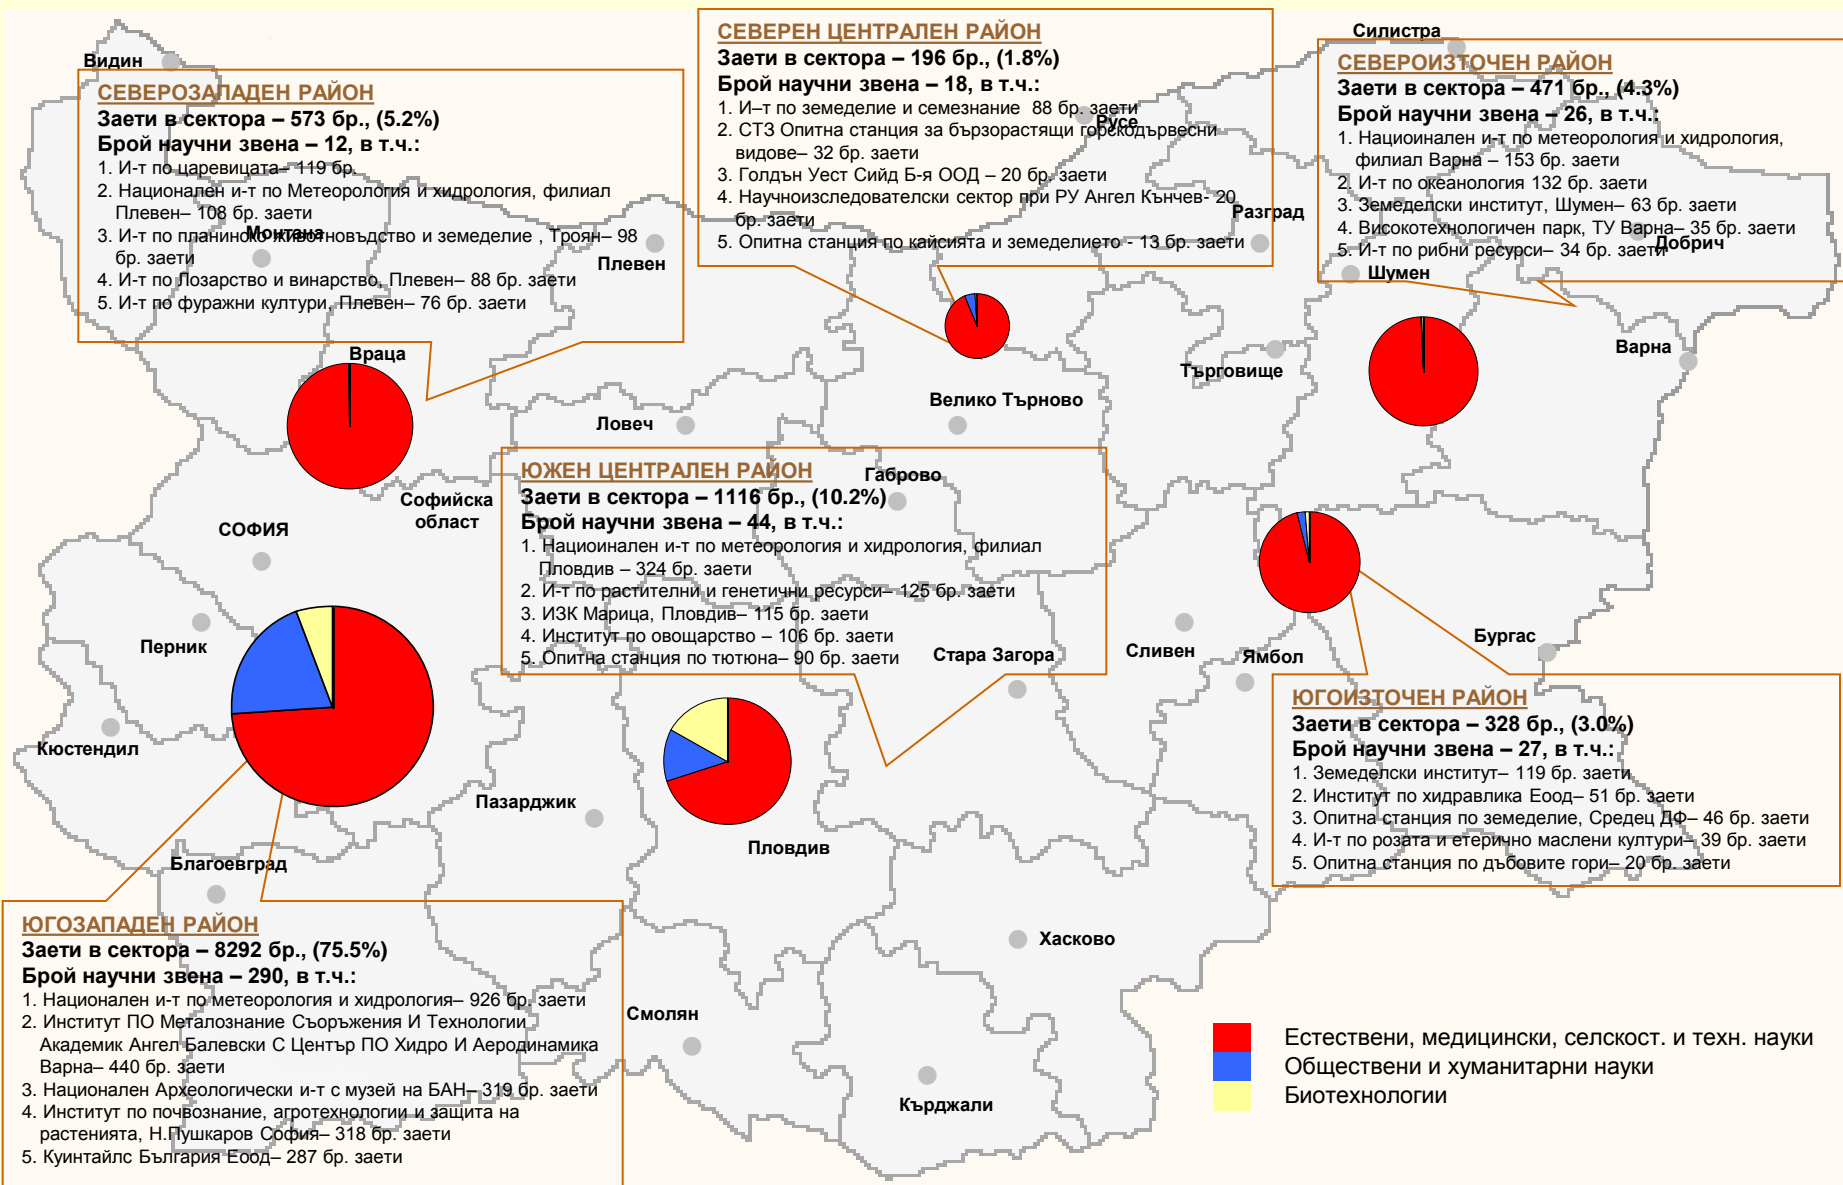 Видин
СЕВЕРОЗАПАДЕН РАЙОН
Заети в сектора – 573 бр., (5.2%)
Брой научни звена – 12, в т.ч.:
1. И-т по царевицата– 119 бр.
2. Национален и-т по Метеорология и хидрология, филиал
Плевен– 108 бр. заети
3. И-т по планинско животновъдство и земеделие , Троян– 98
бр. заети
4. И-т по Лозарство и винарство, Плевен– 88 бр. заети
5. И-т по фуражни култури, Плевен– 76 бр. заети
Монтана
Плевен
Враца
СЕВЕРЕН ЦЕНТРАЛЕН РАЙОН
Заети в сектора – 196 бр., (1.8%)
Брой научни звена – 18, в т.ч.:
1. И–т по земеделие и семезнание 88 бр. заети
2. СТЗ Опитна станция за бързорастящи горскодървесни
видове– 32 бр. заети
3. Голдън Уест Сийд Б-я ООД – 20 бр. заети
4. Научноизследователски сектор при РУ Ангел Кънчев- 20
бр. заети
5. Опитна станция по кайсията и земеделието - 13 бр. заети
Русе
Разград
Силистра
СЕВЕРОИЗТОЧЕН РАЙОН
Заети в сектора – 471 бр., (4.3%)
Брой научни звена – 26, в т.ч.:
1. Нациоинален и-т по метеорология и хидрология,
филиал Варна – 153 бр. заети
2. И-т по океанология 132 бр. заети
3. Земеделски институт, Шумен– 63 бр. заети
4. Високотехнологичен парк, ТУ Варна– 35 бр. заети
5. И-т по рибни ресурси– 34 бр. заети
Добрич
Шумен
Варна
Търговище
Велико Търново
Ловеч
Габрово
ЮЖЕН ЦЕНТРАЛЕН РАЙОН
Заети в сектора – 1116 бр., (10.2%)
Брой научни звена – 44, в т.ч.:
1. Нациоинален и-т по метеорология и хидрология, филиал
Пловдив – 324 бр. заети
2. И-т по растителни и генетични ресурси– 125 бр. заети
3. ИЗК Марица, Пловдив– 115 бр. заети
4. Институт по овощарство – 106 бр. заети
5. Опитна станция по тютюна– 90 бр. заети
Софийска
област
СОФИЯ
Перник
Кюстендил
Стара Загора
Сливен
Ямбол
Бургас
ЮГОИЗТОЧЕН РАЙОН
Заети в сектора – 328 бр., (3.0%)
Брой научни звена – 27, в т.ч.:
1. Земеделски институт– 119 бр. заети
2. Институт по хидравлика Еоод– 51 бр. заети
3. Опитна станция по земеделие, Средец ДФ– 46 бр. заети
4. И-т по розата и етерично маслени култури– 39 бр. заети
5. Опитна станция по дъбовите гори– 20 бр. заети
Пазарджик
Пловдив
Благоевград
Хасково
Смолян
Кърджали
ЮГОЗАПАДЕН РАЙОН
Заети в сектора – 8292 бр., (75.5%)
Брой научни звена – 290, в т.ч.:
1. Национален и-т по метеорология и хидрология– 926 бр. заети
2. Институт ПО Металознание Съоръжения И Технологии
Академик Ангел Балевски С Център ПО Хидро И Аеродинамика
Варна– 440 бр. заети
3. Национален Археологически и-т с музей на БАН– 319 бр. заети
4. Институт по почвознание, агротехнологии и защита на
растенията, Н.Пушкаров София– 318 бр. заети
5. Куинтайлс България Еоод– 287 бр. заети
Естествени, медицински, селскост. и техн. науки
Обществени и хуманитарни науки
Биотехнологии